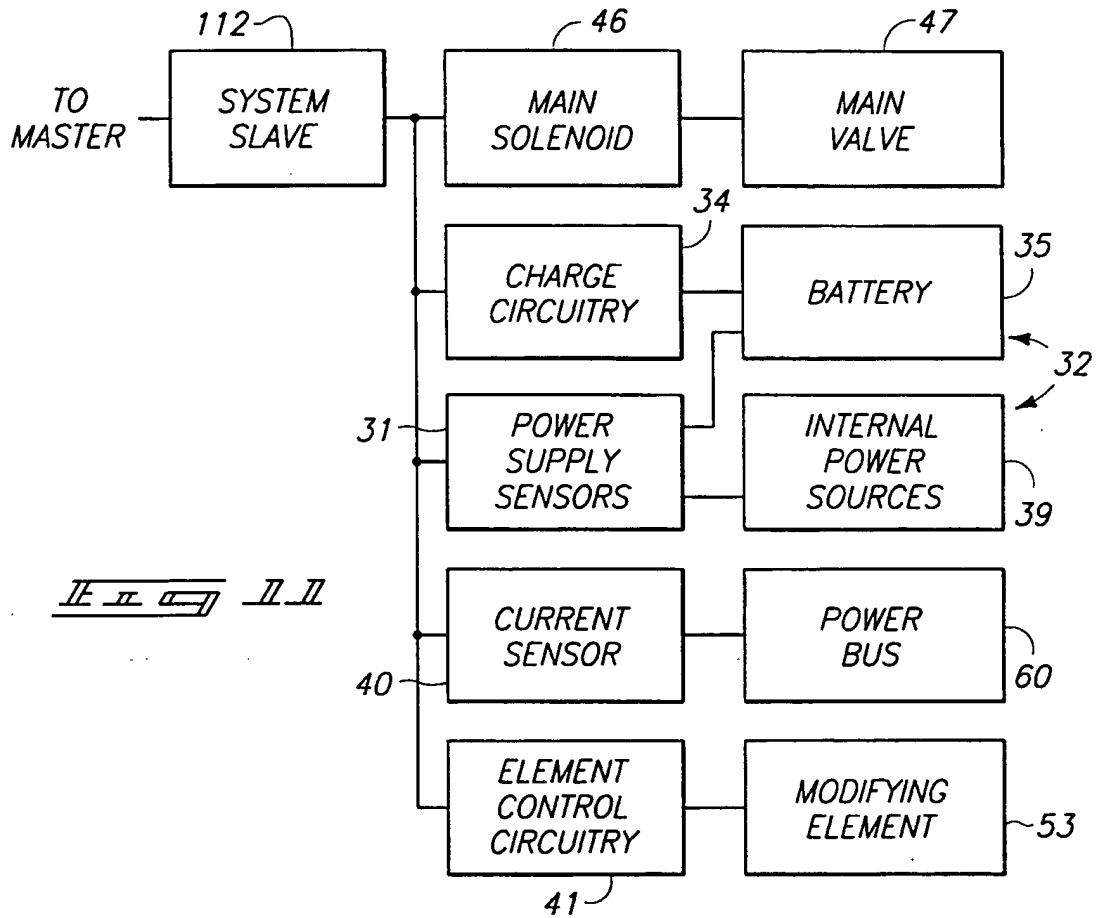 112
46
47
TO
MASTER
SYSTEM
SLAVE
MAIN
SOLENOID
MAIN
VALVE
34
35
CHARGE
CIRCUITRY
BATTERY
32
31
POWER
SUPPLY
SENSORS
INTERNAL
POWER
SOURCES
39
Fig 11
CURRENT
SENSOR
POWER
BUS
40
60
ELEMENT
CONTROL
CIRCUITRY
MODIFYING
ELEMENT
53
41